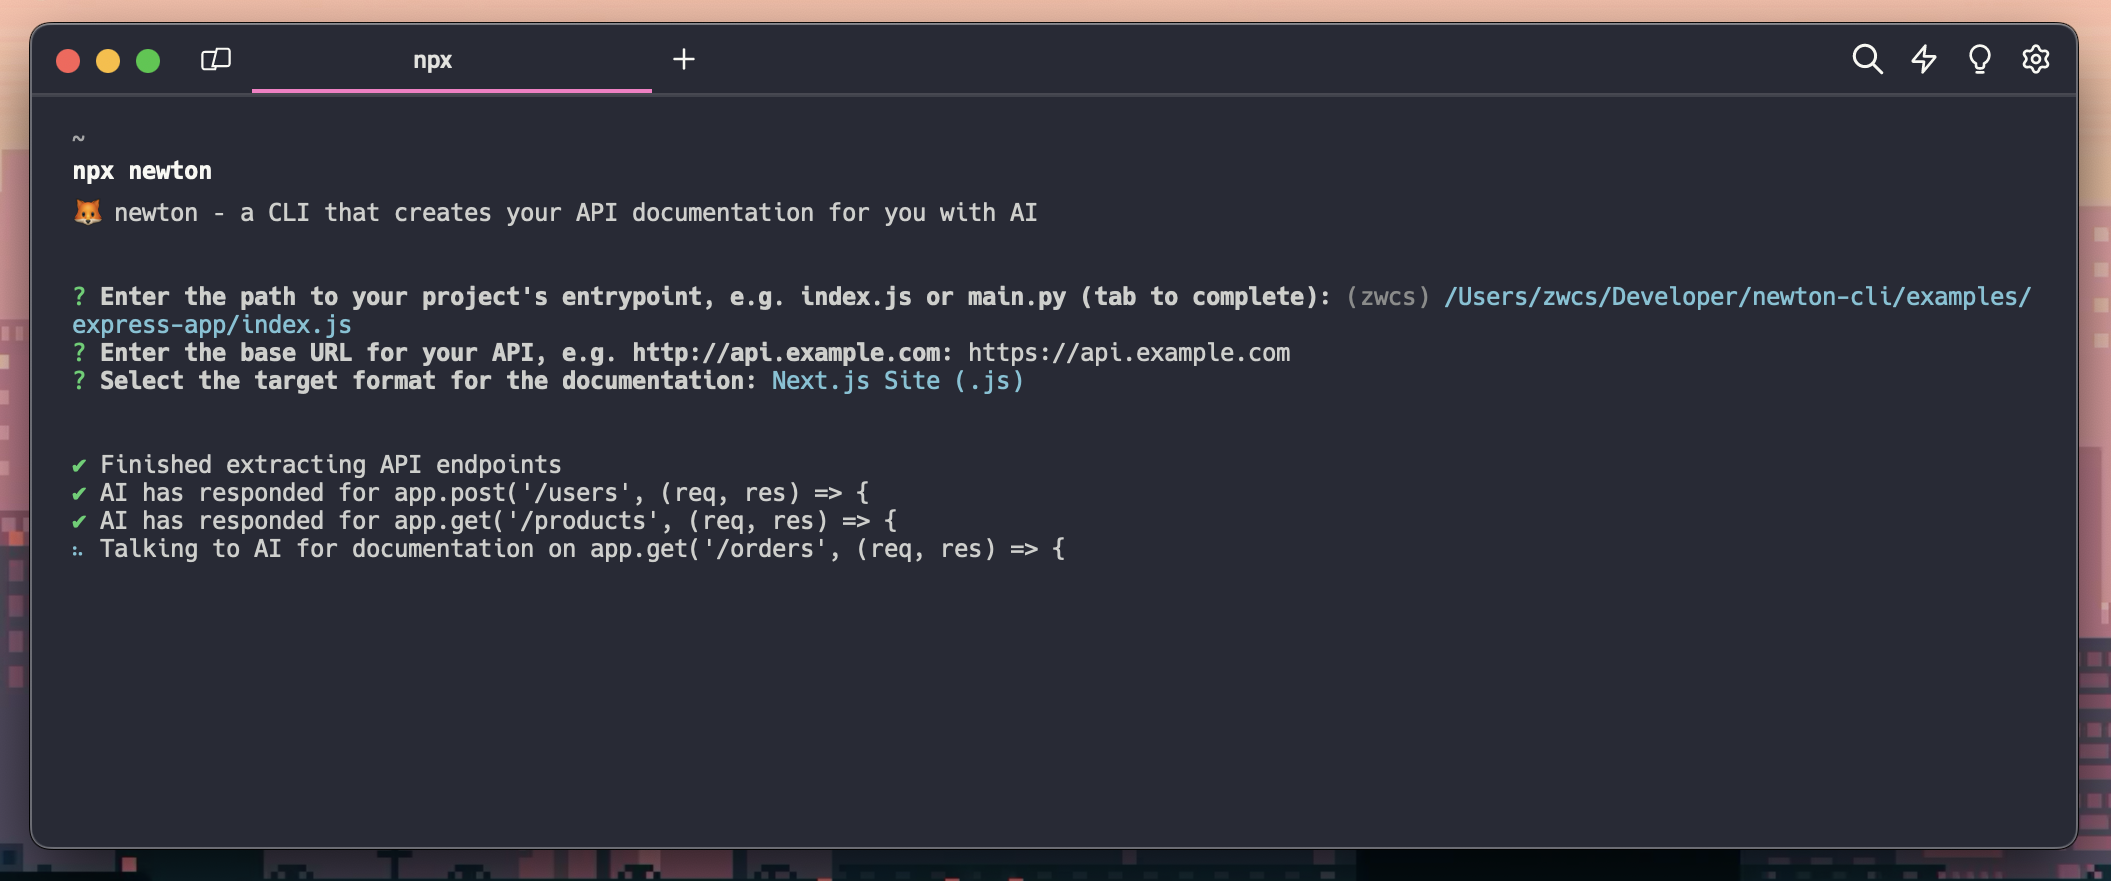 npx
~
npx newton
🦊 newton - a CLI that creates your API documentation for you with AI
? Enter the path to your project's entrypoint, e.g. index.js or main.py (tab to complete): (zwcs) /Users/zwcs/Developer/newton-cli/examples/
express-app/index.js
? Enter the base URL for your API, e.g. http://api.example.com: https://api.example.com
? Select the target format for the documentation: Next.js Site (.js)
✔ Finished extracting API endpoints
✔ AI has responded for app.post('/users', (req, res) => {
✔ AI has responded for app.get('/products', (req, res) => {
Talking to AI for documentation on app.get('/orders', (req, res) => {